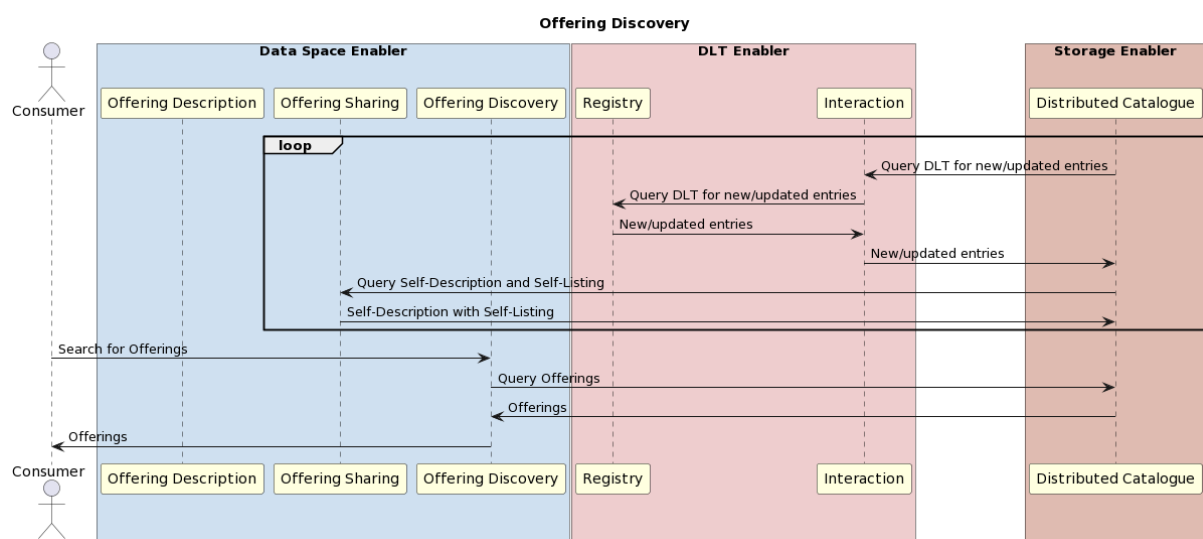 Offering Discovery
Data Space Enabler
DLT Enabler
Storage Enabler
Consumer
Offering Description
Offering Sharing
Offering Discovery
Registry
Interaction
Distributed Catalogue
loop
Query DLT for new/updated entries
Query DLT for new/updated entries
New/updated entries
New/updated entries
Query Self-Description and Self-Listing
Self-Description with Self-Listing
Search for Offerings
Query Offerings
Offerings
Offerings
Consumer
Offering Description
Offering Sharing
Offering Discovery
Registry
Interaction
Distributed Catalogue